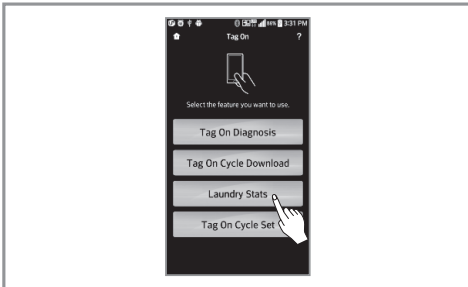 3:31 PM
Tag On ?
Select the feature you want to use.
Tag On Diagnosis
Tag On Cycle Download
Laundry Stats
Tag On Cycle Set